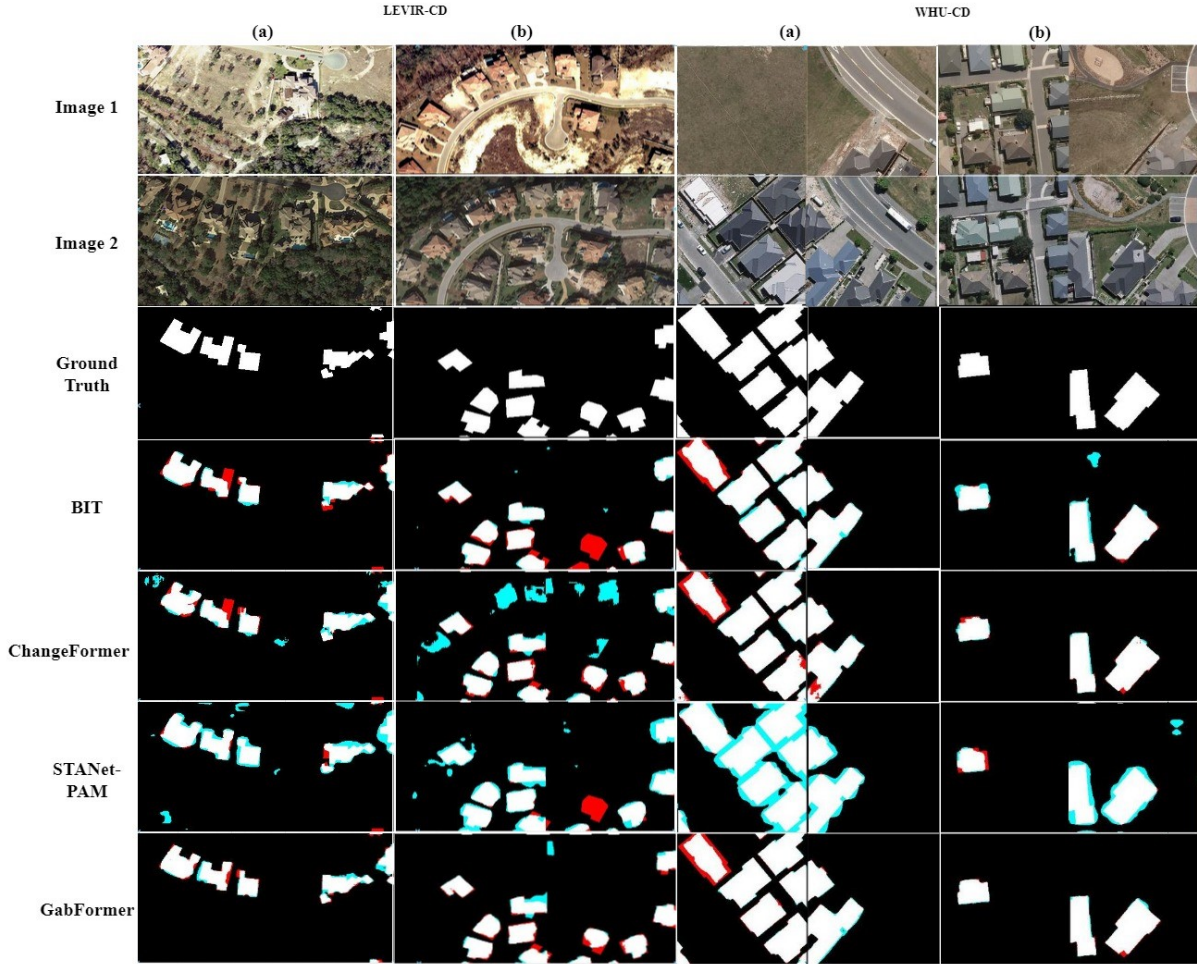 LEVIR-CD
WHU-CD
(a)
(b)
(a)
(b)
Image 1
Image 2
Ground
Truth
BIT
ChangeFormer
STANet-
PAM
GabFormer